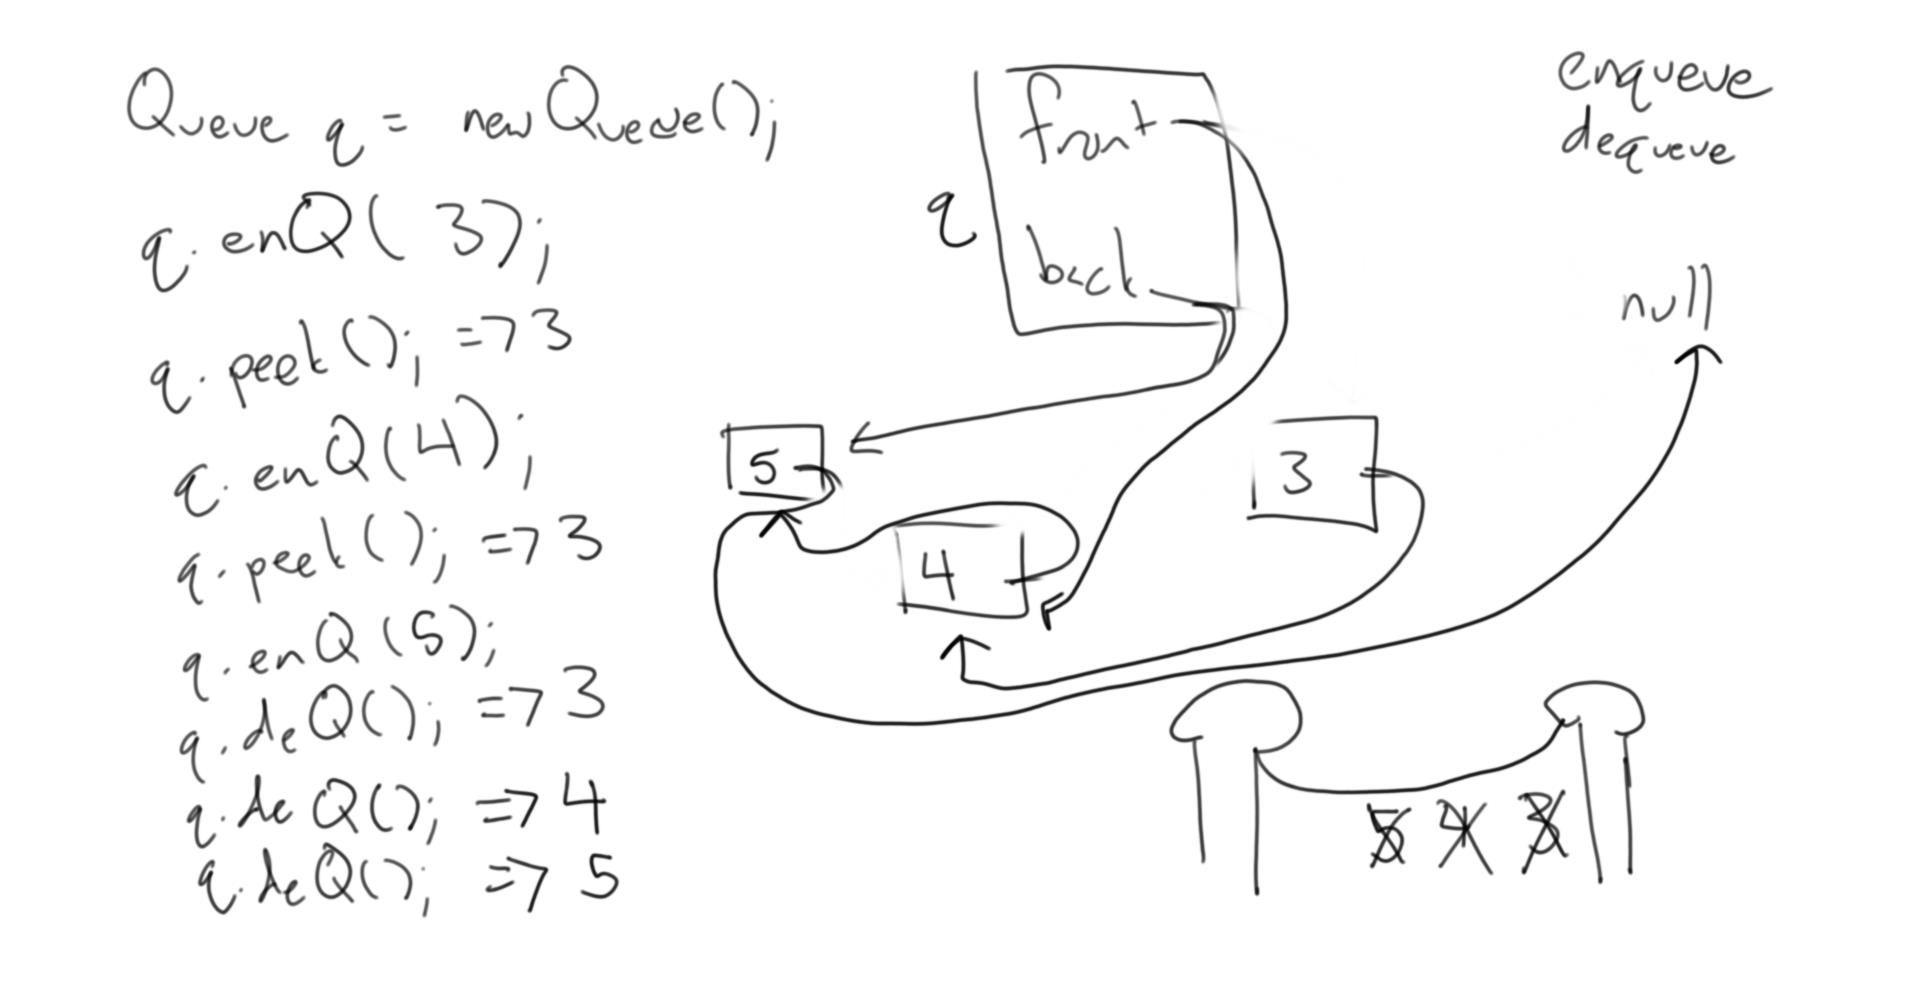 Queue q = new Queue();
q.enQ(3);
q.peek(); => 3
q.enQ(4);
q.peek(); => 3
q.enQ(5);
q.deQ(); => 3
q.deQ(); => 4
q.deQ(); => 5
q
front
back
enqueue
dequeue
null
5
4
3
5 4 3